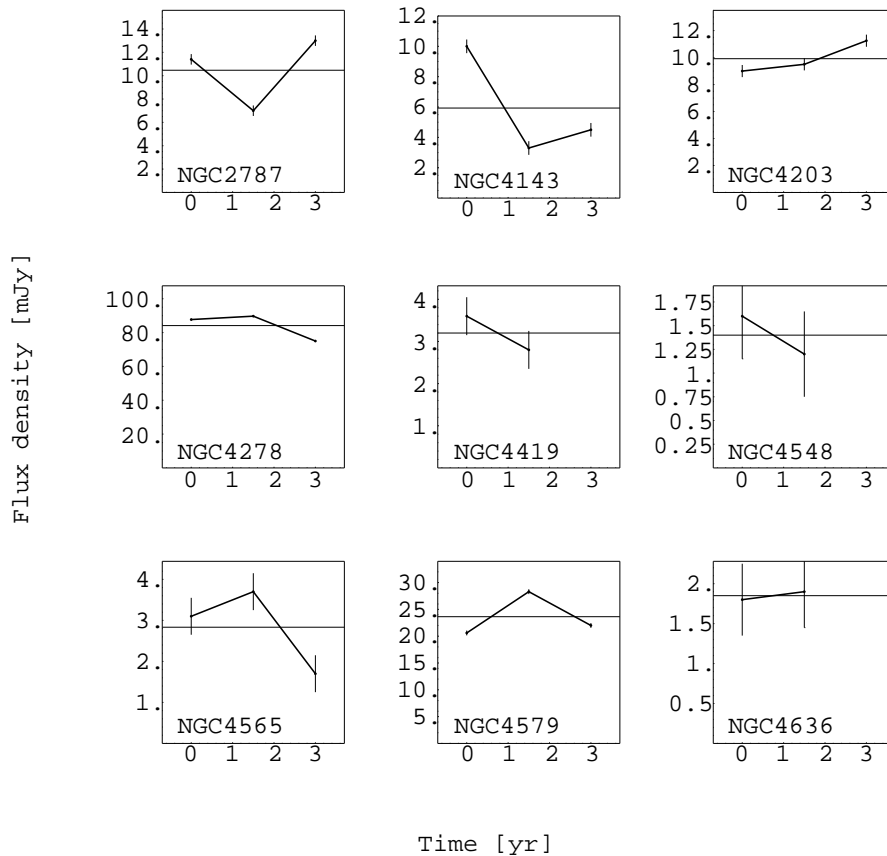 Flux density [mJy]
14.
12.
10.
8.
6.
4.
2.
NGC2787
0 1 2 3
12.
10.
8.
6.
4.
2.
NGC4143
0 1 2 3
12.
10.
8.
6.
4.
2.
NGC4203
0 1 2 3
100.
80.
60.
40.
20.
NGC4278
0 1 2 3
4.
3.
2.
1.
NGC4419
0 1 2 3
1.75
1.5
1.25
1.
0.75
0.5
0.25
NGC4548
0 1 2 3
4.
3.
2.
1.
NGC4565
0 1 2 3
30.
25.
20.
15.
10.
5.
NGC4579
0 1 2 3
2.
1.5
1.
0.5
NGC4636
0 1 2 3
Time [yr]